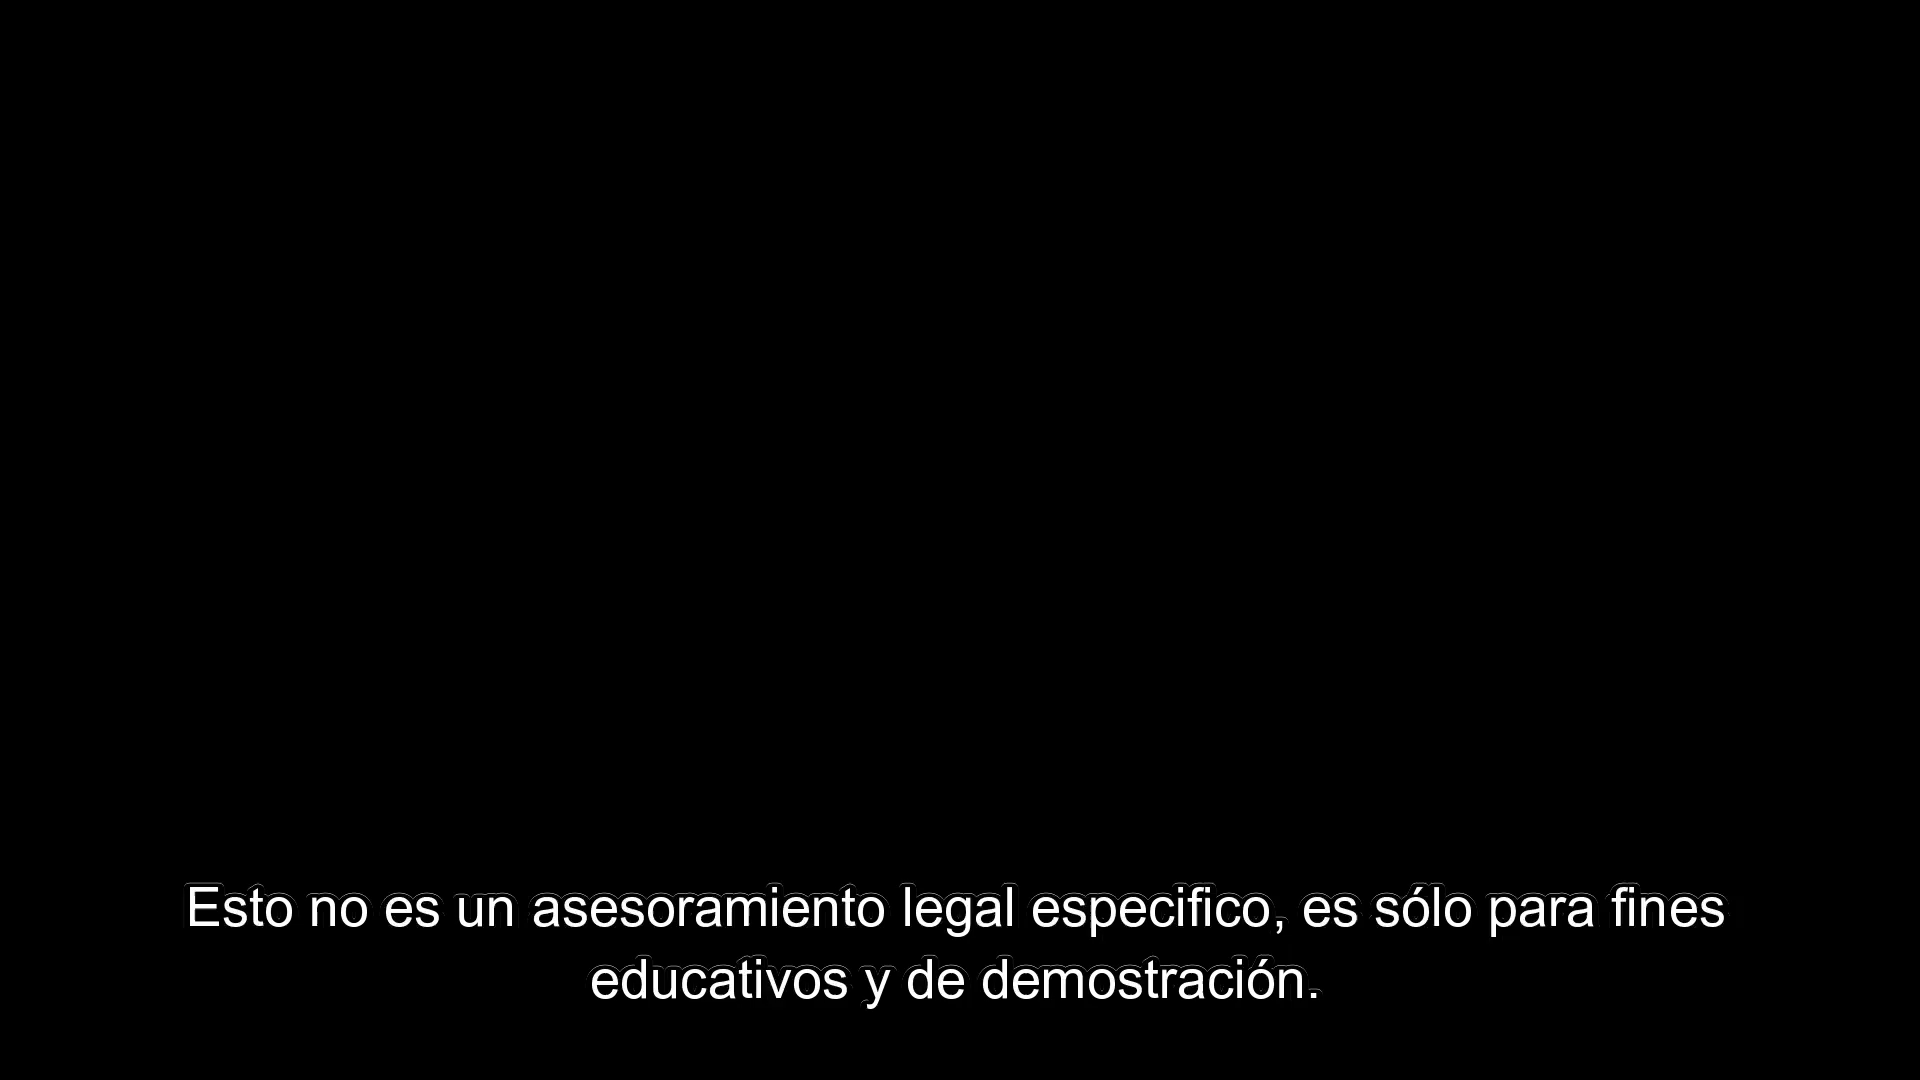 Esto no es un asesoramiento legal especifico, es sólo para fines
educativos y de demostración.